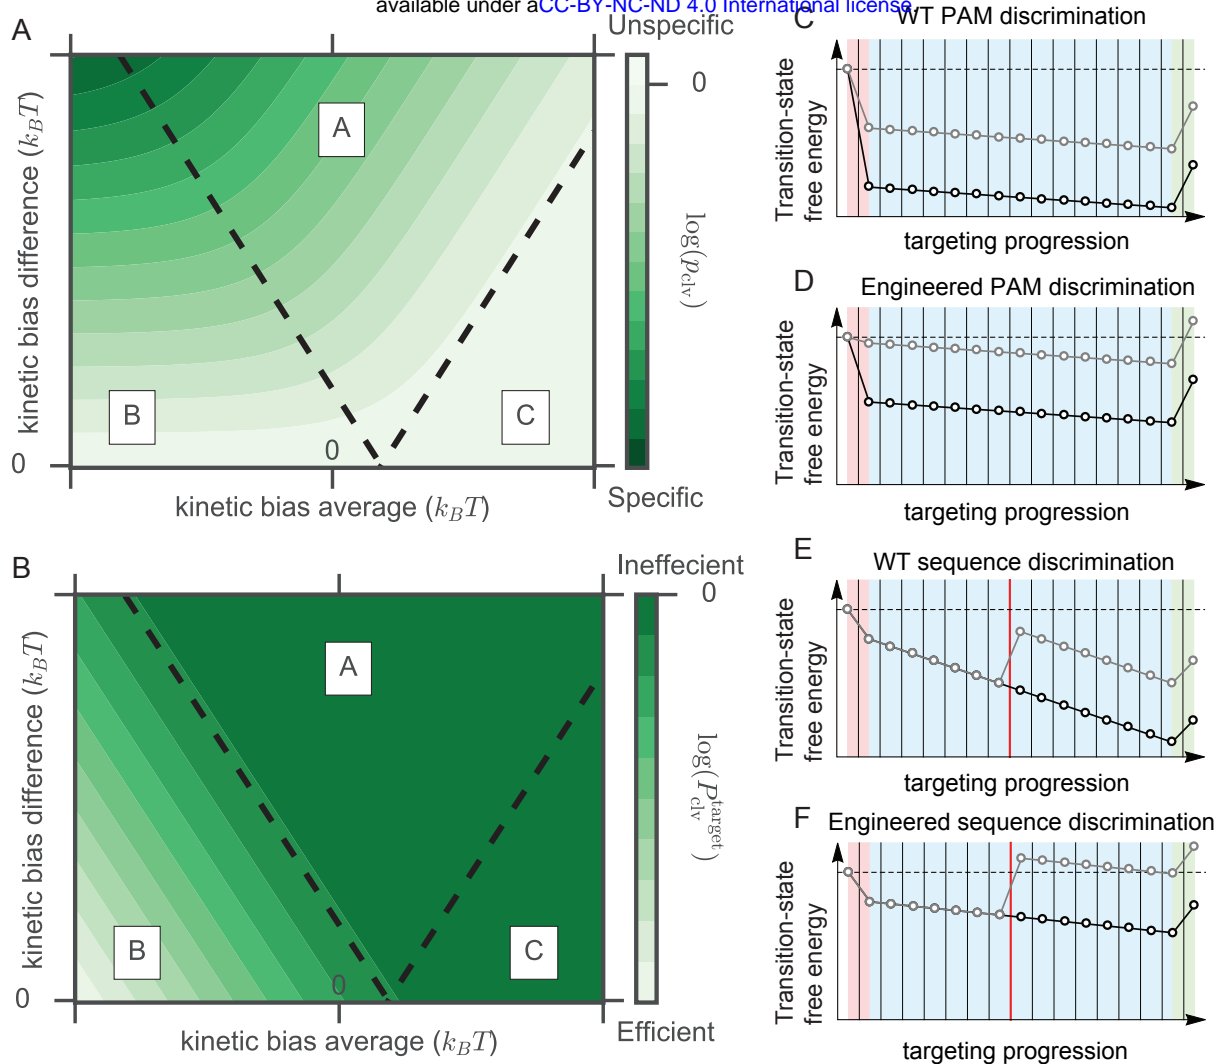 available under aCC-BY-NC-ND 4.0 International license.
A
Unspecific
0
kinetic bias difference (k_BT)
A
B
C
0
0
kinetic bias average (k_BT)
log(p_clv)
Specific
B
Ineffecient
0
kinetic bias difference (k_BT)
A
B
C
0
0
kinetic bias average (k_BT)
log(P_clv^target)
Efficient
C
WT PAM discrimination
Transition-state
free energy
targeting progression
D
Engineered PAM discrimination
Transition-state
free energy
targeting progression
E
WT sequence discrimination
Transition-state
free energy
targeting progression
F
Engineered sequence discrimination
Transition-state
free energy
targeting progression